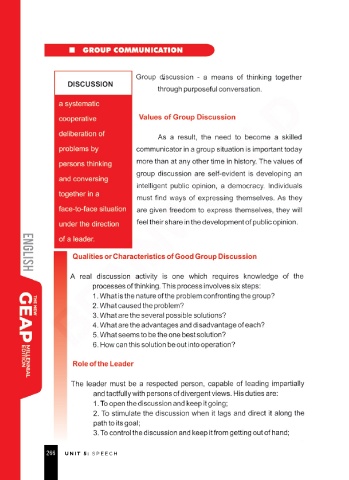 GROUP COMMUNICATION
DISCUSSION
a systematic
cooperative
deliberation of
problems by
persons thinking
and conversing
together in a
face-to-face situation
under the direction
of a leader.
Group discussion - a means of thinking together
through purposeful conversation.
Values of Group Discussion
As a result, the need to become a skilled
communicator in a group situation is important today
more than at any other time in history. The values of
group discussion are self-evident is developing an
intelligent public opinion, a democracy. Individuals
must find ways of expressing themselves. As they
are given freedom to express themselves, they will
feel their share in the development of public opinion.
Qualities or Characteristics of Good Group Discussion
A real discussion activity is one which requires knowledge of the
processes of thinking. This process involves six steps:
1. What is the nature of the problem confronting the group?
2. What caused the problem?
3. What are the several possible solutions?
4. What are the advantages and disadvantage of each?
5. What seems to be the one best solution?
6. How can this solution be out into operation?
Role of the Leader
The leader must be a respected person, capable of leading impartially
and tactfully with persons of divergent views. His duties are:
1. To open the discussion and keep it going;
2. To stimulate the discussion when it lags and direct it along the
path to its goal;
3. To control the discussion and keep it from getting out of hand;
ENGLISH
THE NEW
GEAP
MILLENNIAL
EDITION
266 UNIT 5: SPEECH